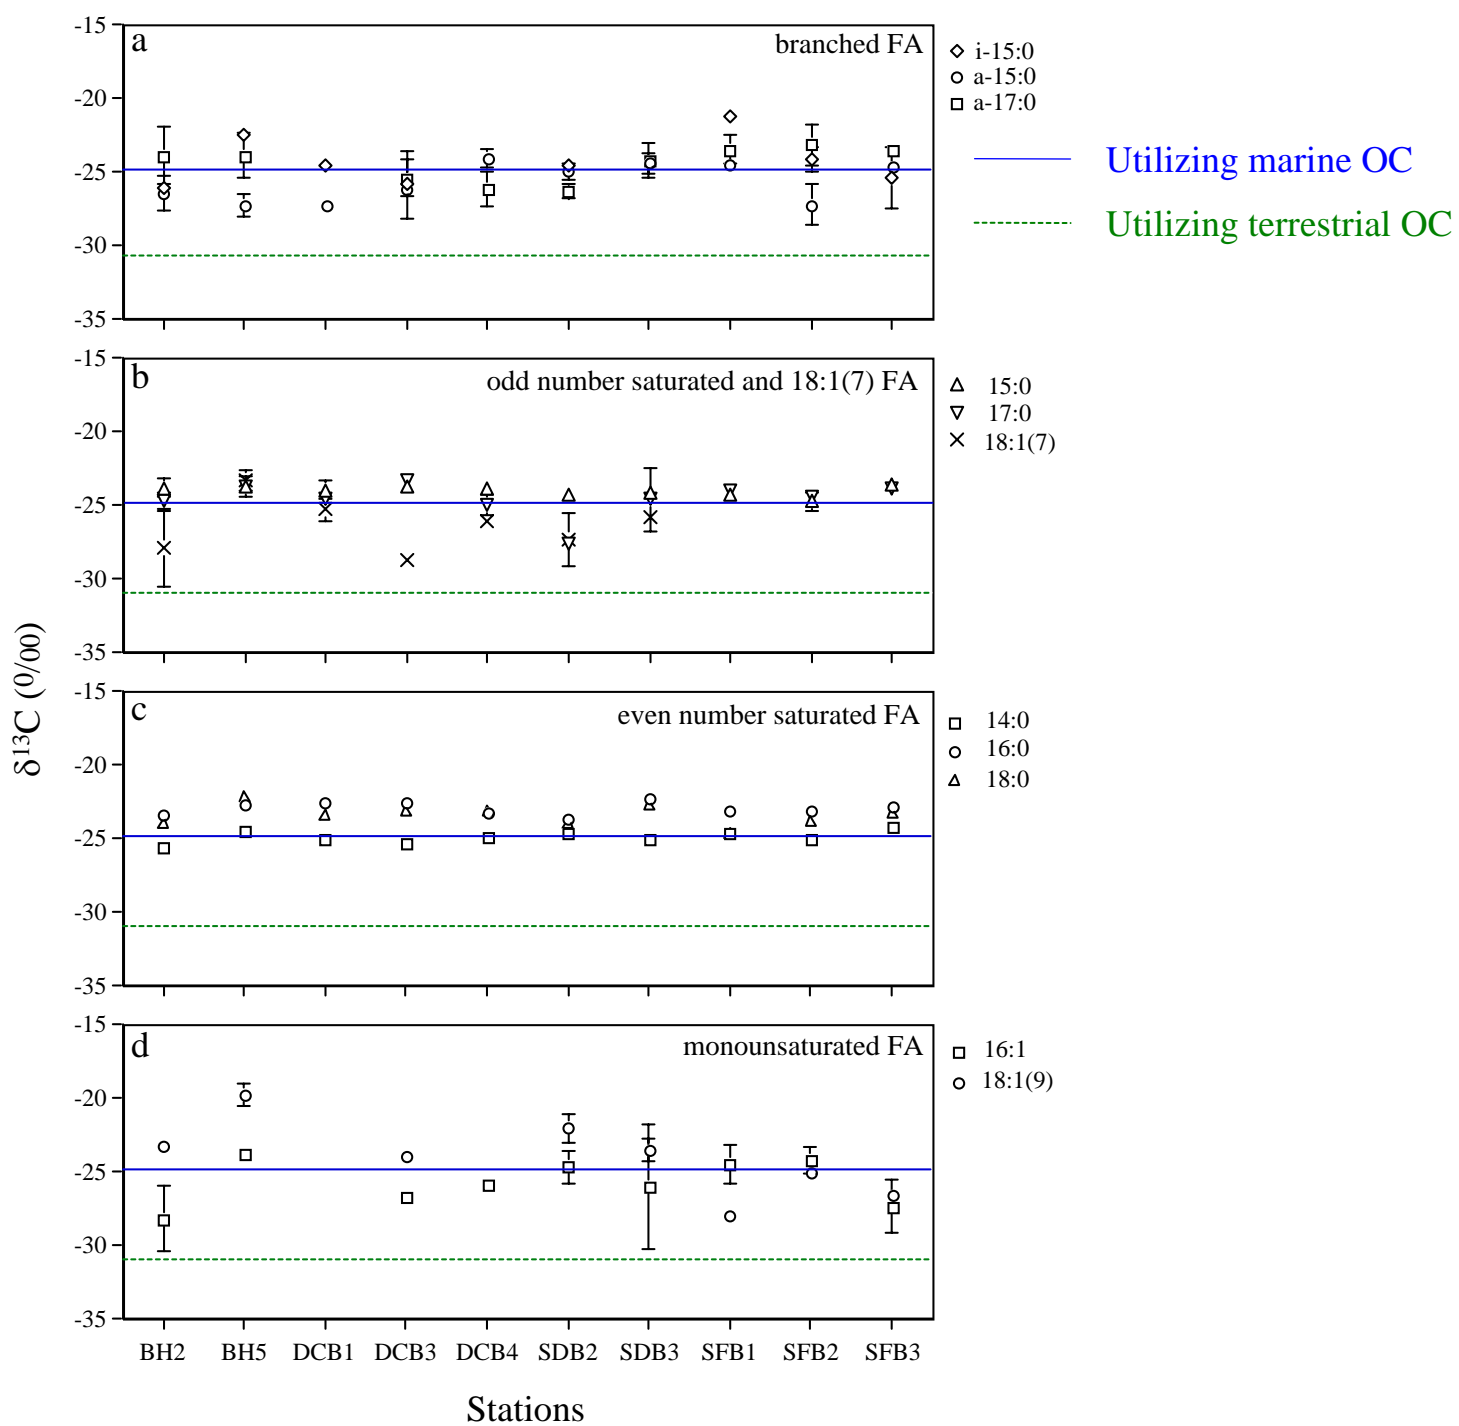 a
branched FA
-15
-20
-25
-30
-35
i-15:0
a-15:0
a-17:0
Utilizing marine OC
Utilizing terrestrial OC
b
odd number saturated and 18:1(7) FA
-15
-20
-25
-30
-35
15:0
17:0
18:1(7)
δ13C (0/00)
c
even number saturated FA
-15
-20
-25
-30
-35
14:0
16:0
18:0
d
monounsaturated FA
-15
-20
-25
-30
-35
16:1
18:1(9)
BH2 BH5 DCB1 DCB3 DCB4 SDB2 SDB3 SFB1 SFB2 SFB3
Stations